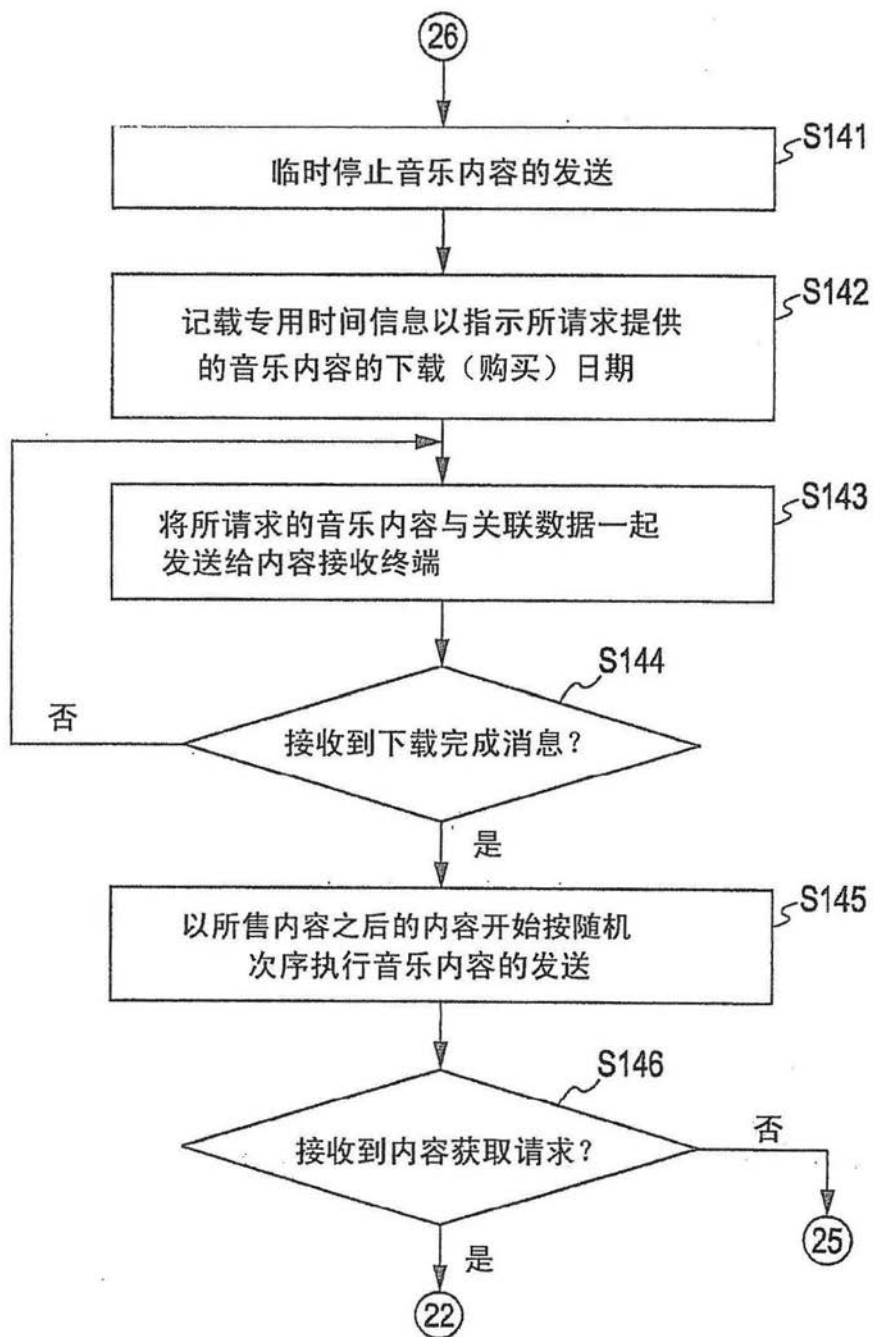 26
S141
临时停止音乐内容的发送
S142
记载专用时间信息以指示所请求提供
的音乐内容的下载（购买）日期
S143
将所请求的音乐内容与关联数据一起
发送给内容接收终端
S144
否
接收到下载完成消息？
是
S145
以所售内容之后的内容开始按随机
次序执行音乐内容的发送
S146
接收到内容获取请求？
否
25
是
22